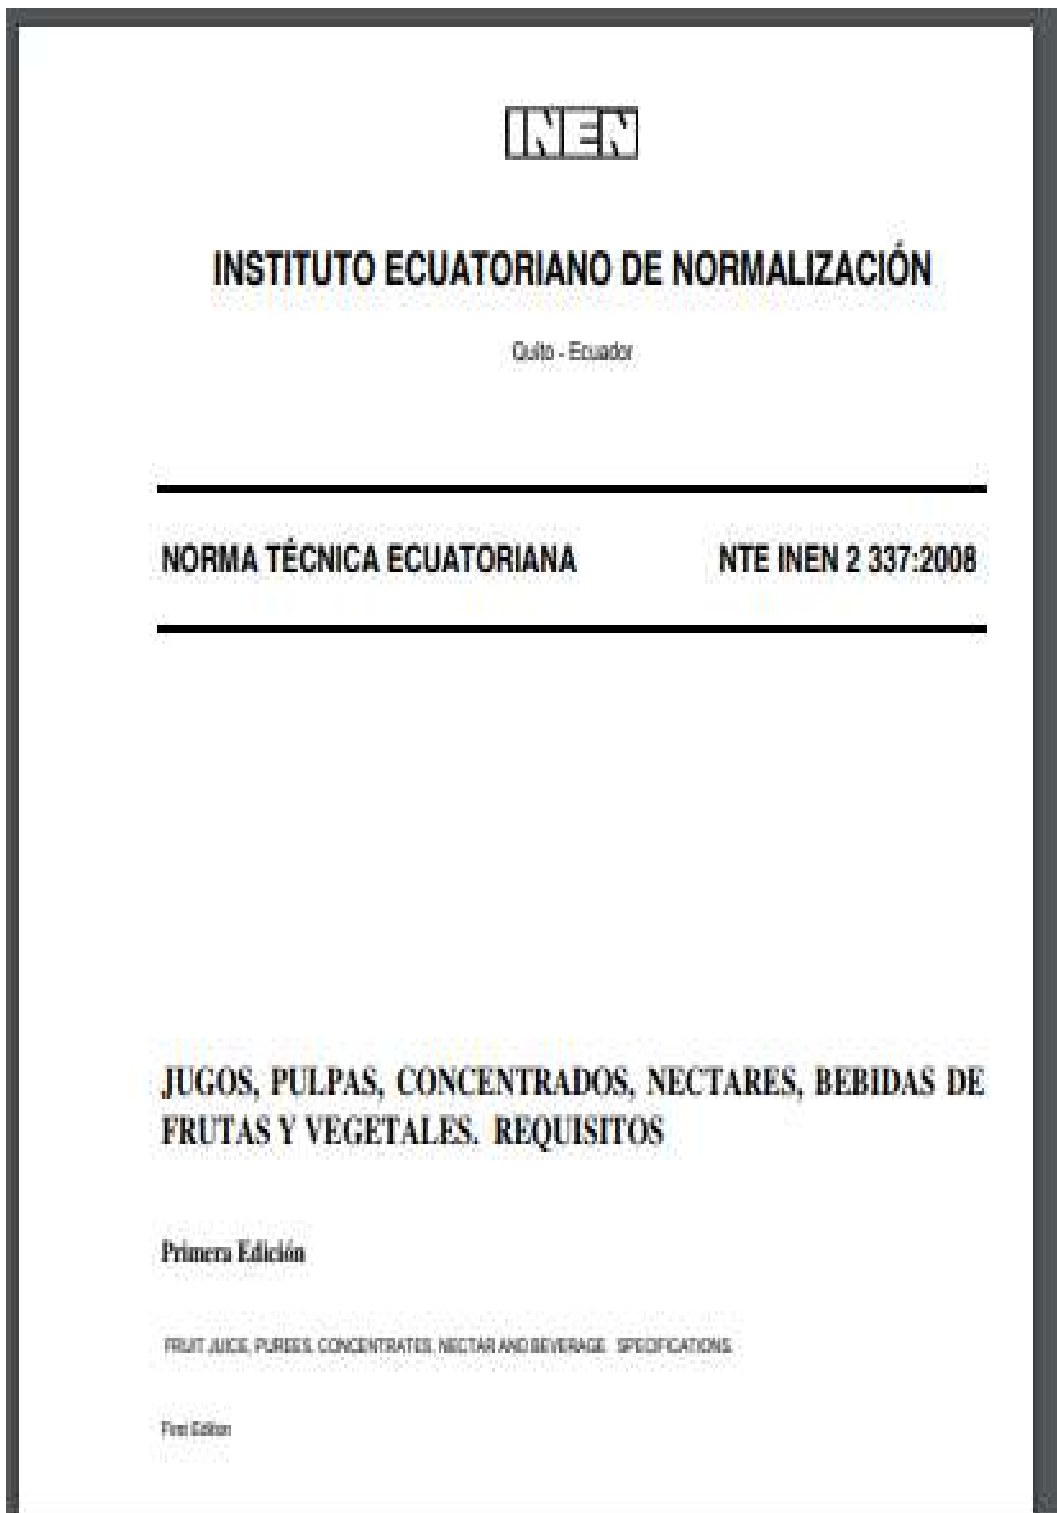 INEN
INSTITUTO ECUATORIANO DE NORMALIZACIÓN
Quito - Ecuador
NORMA TÉCNICA ECUATORIANA NTE INEN 2 337:2008
JUGOS, PULPAS, CONCENTRADOS, NECTARES, BEBIDAS DE
FRUTAS Y VEGETALES. REQUISITOS
Primera Edición
FRUIT JUICE, PUREES, CONCENTRATES, NECTAR AND BEVERAGE. SPECIFICATIONS.
First Edition